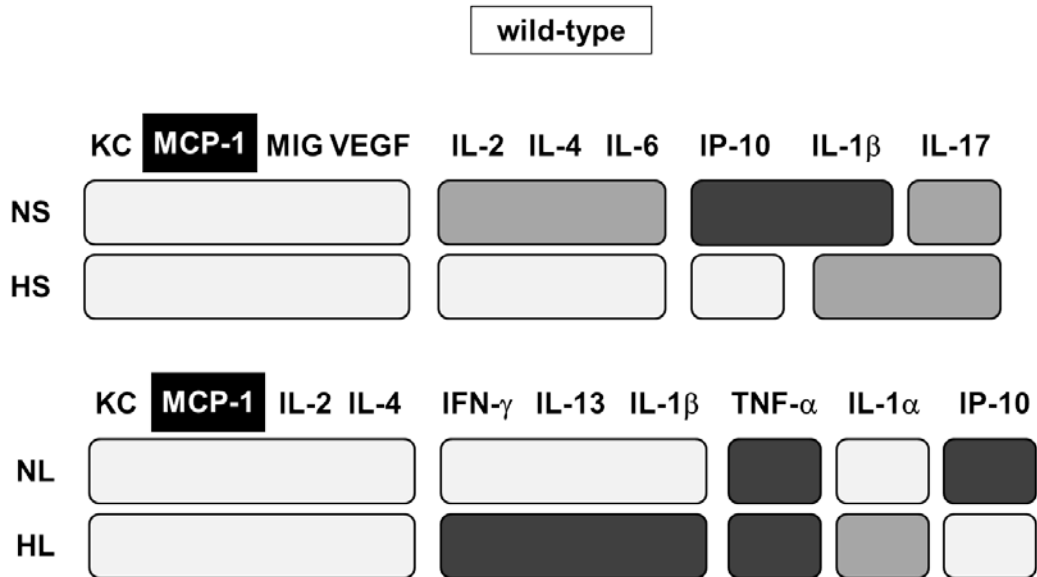 wild-type
KC MCP-1 MIG VEGF IL-2 IL-4 IL-6 IP-10 IL-1β IL-17
NS
HS
KC MCP-1 IL-2 IL-4 IFN-γ IL-13 IL-1β TNF-α IL-1α IP-10
NL
HL